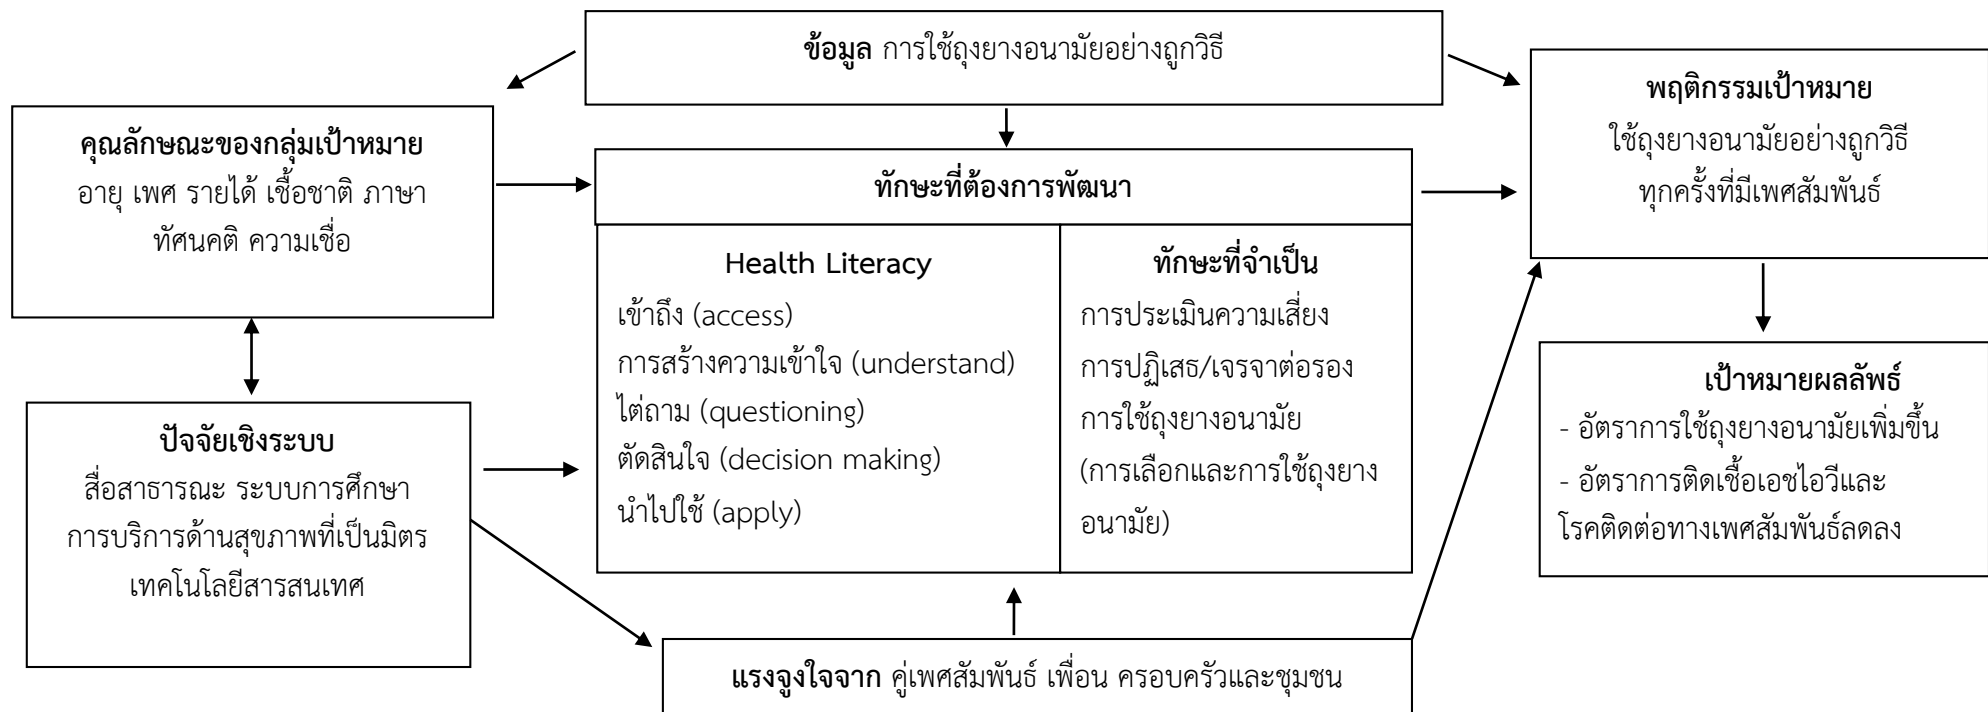 ข้อมูล การใช้ถุงยางอนามัยอย่างถูกวิธี
คุณลักษณะของกลุ่มเป้าหมาย
อายุ เพศ รายได้ เชื้อชาติ ภาษา
ทัศนคติ ความเชื่อ
ปัจจัยเชิงระบบ
สื่อสาธารณะ ระบบการศึกษา
การบริการด้านสุขภาพที่เป็นมิตร
เทคโนโลยีสารสนเทศ
ทักษะที่ต้องการพัฒนา
Health Literacy
เข้าถึง (access)
การสร้างความเข้าใจ (understand)
ไต่ถาม (questioning)
ตัดสินใจ (decision making)
นำไปใช้ (apply)
ทักษะที่จำเป็น
การประเมินความเสี่ยง
การปฏิเสธ/เจรจาต่อรอง
การใช้ถุงยางอนามัย
(การเลือกและการใช้ถุงยาง
อนามัย)
แรงจูงใจจาก คู่เพศสัมพันธ์ เพื่อน ครอบครัวและชุมชน
พฤติกรรมเป้าหมาย
ใช้ถุงยางอนามัยอย่างถูกวิธี
ทุกครั้งที่มีเพศสัมพันธ์
เป้าหมายผลลัพธ์
- อัตราการใช้ถุงยางอนามัยเพิ่มขึ้น
- อัตราการติดเชื้อเอชไอวีและ
โรคติดต่อทางเพศสัมพันธ์ลดลง